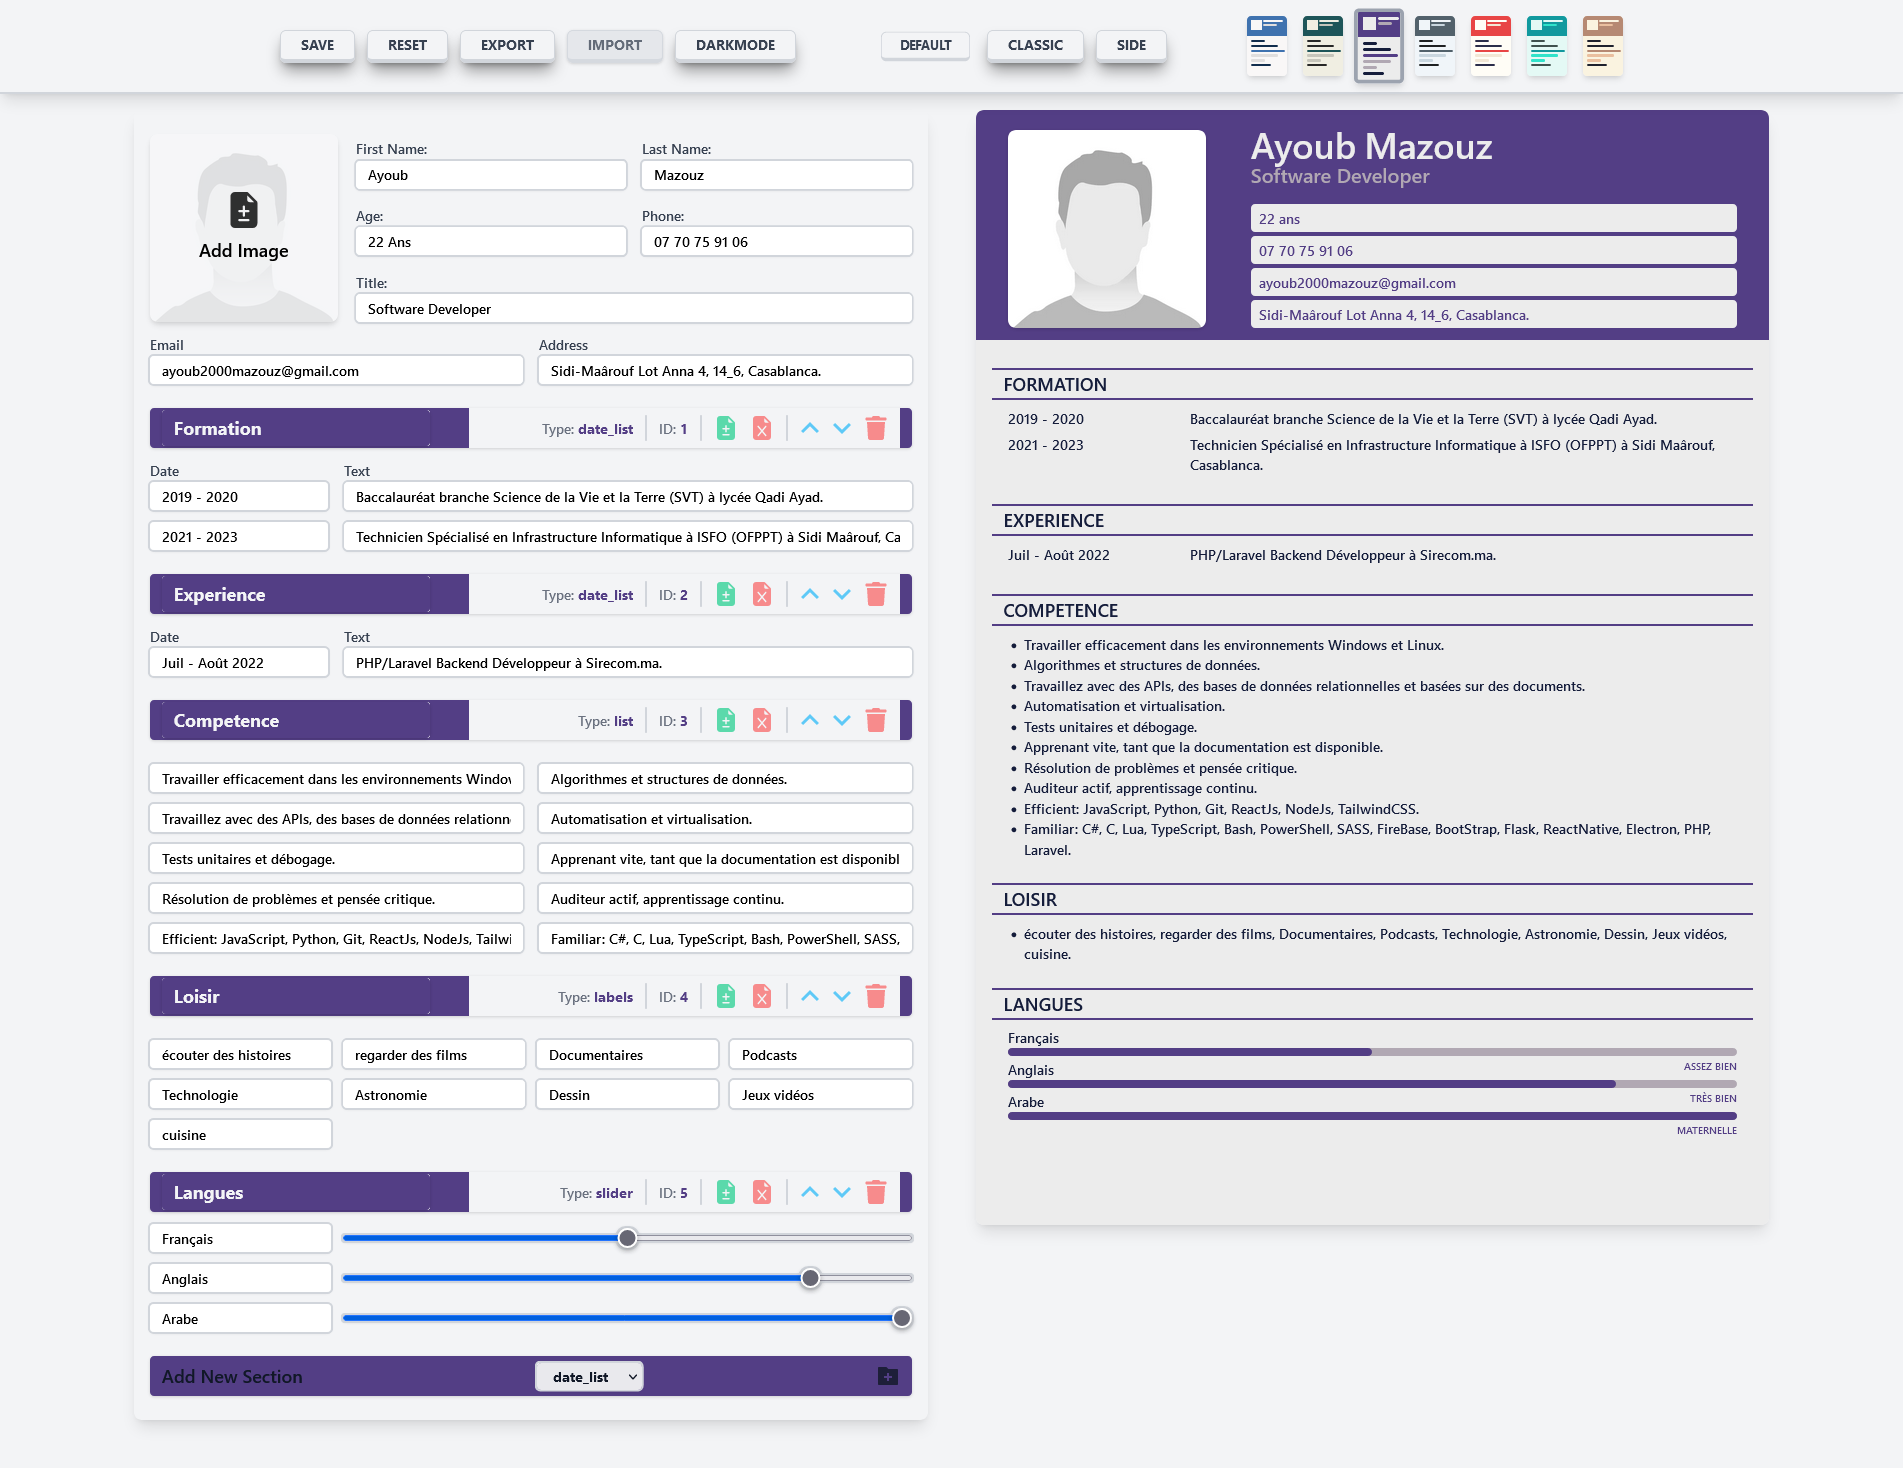 SAVE RESET EXPORT IMPORT DARKMODE DEFAULT CLASSIC SIDE
Add Image
First Name: Last Name:
Ayoub Mazouz
Age: Phone:
22 Ans 07 70 75 91 06
Title:
Software Developer
Email Address
ayoub2000mazouz@gmail.com Sidi-Maârouf Lot Anna 4, 14_6, Casablanca.
Formation Type: date_list ID: 1
Date Text
2019 - 2020 Baccalauréat branche Science de la Vie et la Terre (SVT) à lycée Qadi Ayad.
2021 - 2023 Technicien Spécialisé en Infrastructure Informatique à ISFO (OFPPT) à Sidi Maârouf, Ca
Experience Type: date_list ID: 2
Date Text
Juil - Août 2022 PHP/Laravel Backend Développeur à Sirecom.ma.
Competence Type: list ID: 3
Travailler efficacement dans les environnements Window Algorithmes et structures de données.
Travaillez avec des APIs, des bases de données relationn Automatisation et virtualisation.
Tests unitaires et débogage. Apprenant vite, tant que la documentation est disponibl
Résolution de problèmes et pensée critique. Auditeur actif, apprentissage continu.
Efficient: JavaScript, Python, Git, ReactJs, NodeJs, Tailwi Familiar: C#, C, Lua, TypeScript, Bash, PowerShell, SASS,
Loisir Type: labels ID: 4
écouter des histoires regarder des films Documentaires Podcasts
Technologie Astronomie Dessin Jeux vidéos
cuisine
Langues Type: slider ID: 5
Français
Anglais
Arabe
Add New Section date_list
Ayoub Mazouz
Software Developer
22 ans
07 70 75 91 06
ayoub2000mazouz@gmail.com
Sidi-Maârouf Lot Anna 4, 14_6, Casablanca.
FORMATION
2019 - 2020 Baccalauréat branche Science de la Vie et la Terre (SVT) à lycée Qadi Ayad.
2021 - 2023 Technicien Spécialisé en Infrastructure Informatique à ISFO (OFPPT) à Sidi Maârouf,
Casablanca.
EXPERIENCE
Juil - Août 2022 PHP/Laravel Backend Développeur à Sirecom.ma.
COMPETENCE
• Travailler efficacement dans les environnements Windows et Linux.
• Algorithmes et structures de données.
• Travaillez avec des APIs, des bases de données relationnelles et basées sur des documents.
• Automatisation et virtualisation.
• Tests unitaires et débogage.
• Apprenant vite, tant que la documentation est disponible.
• Résolution de problèmes et pensée critique.
• Auditeur actif, apprentissage continu.
• Efficient: JavaScript, Python, Git, ReactJs, NodeJs, TailwindCSS.
• Familiar: C#, C, Lua, TypeScript, Bash, PowerShell, SASS, FireBase, BootStrap, Flask, ReactNative, Electron, PHP,
Laravel.
LOISIR
• écouter des histoires, regarder des films, Documentaires, Podcasts, Technologie, Astronomie, Dessin, Jeux vidéos,
cuisine.
LANGUES
Français
ASSEZ BIEN
Anglais
TRÈS BIEN
Arabe
MATERNELLE